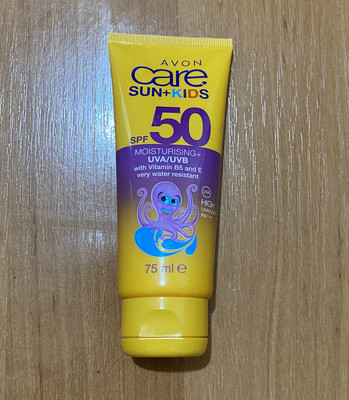 AVON
care
SUN+KIDS
SPF 50
MOISTURISING+
UVA/UVB
with Vitamin B5 and E
very water resistant
UVA
HIGH
75 ml e